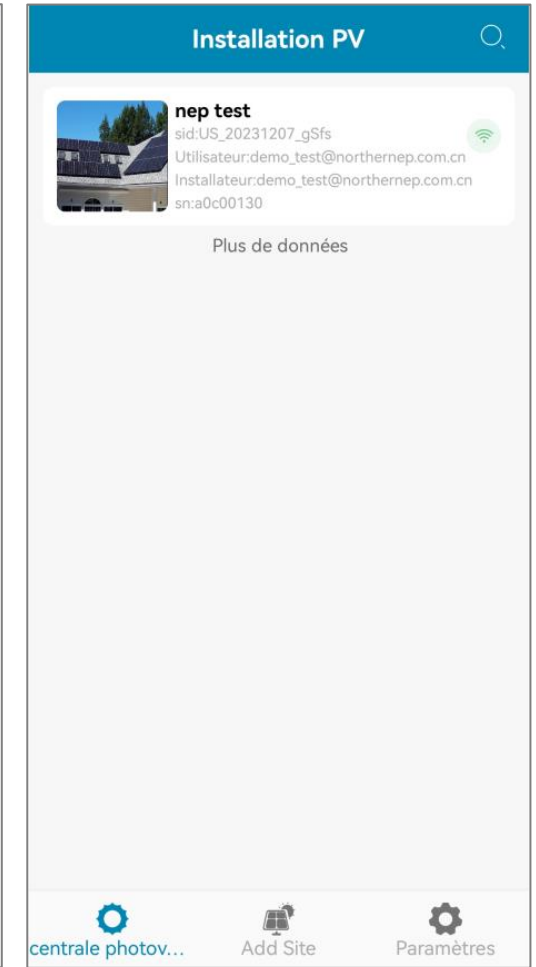 Installation PV
nep test
sid:US_20231207_gSfs
Utilisateur:demo_test@northernep.com.cn
Installateur:demo_test@northernep.com.cn
sn:a0c00130
Plus de données
centrale photov...
Add Site
Paramètres